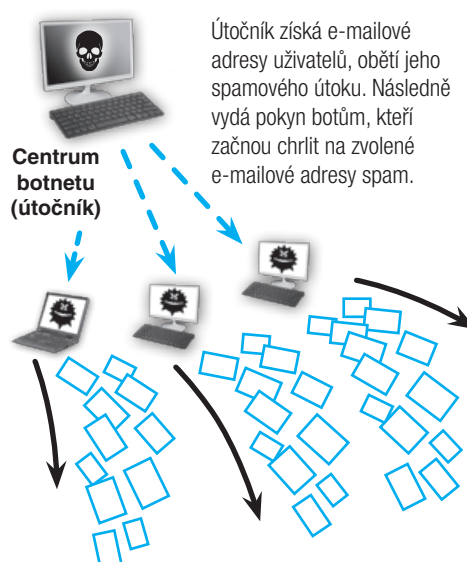 Útočník získá e-mailové
adresy uživatelů, obětí jeho
spamového útoku. Následně
vydá pokyn botům, kteří
začnou chrlit na zvolené
e-mailové adresy spam.
Centrum
botnetu
(útočník)